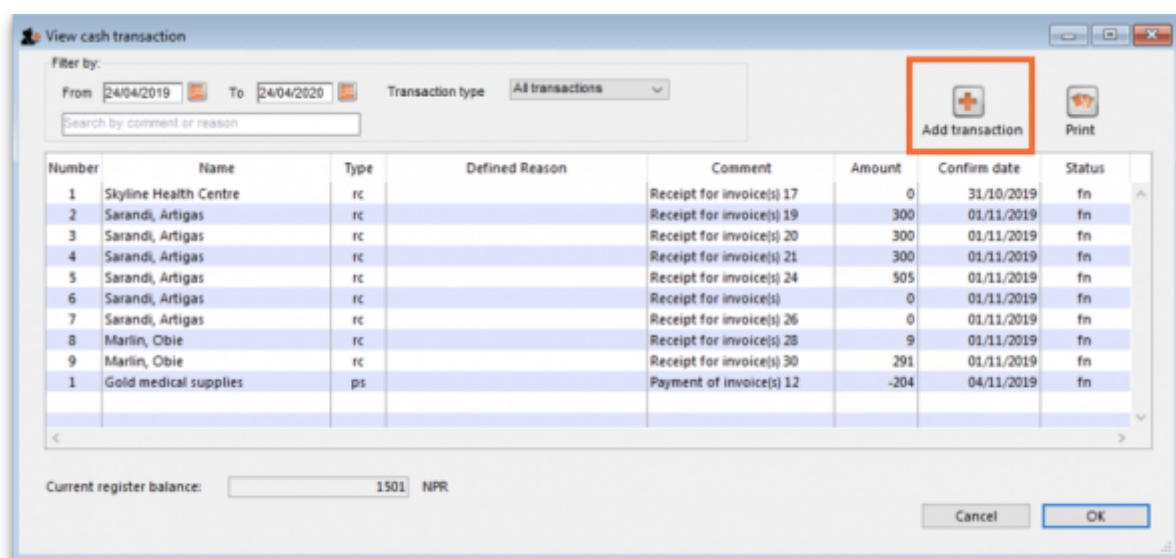 View cash transaction
Filter by:
From 24/04/2019 To 24/04/2020 Transaction type All transactions
Search by comment or reason
Add transaction Print
Number Name Type Defined Reason Comment Amount Confirm date Status
1 Skyline Health Centre rc Receipt for invoice(s) 17 0 31/10/2019 fn
2 Sarandi, Artigas rc Receipt for invoice(s) 19 300 01/11/2019 fn
3 Sarandi, Artigas rc Receipt for invoice(s) 20 300 01/11/2019 fn
4 Sarandi, Artigas rc Receipt for invoice(s) 21 300 01/11/2019 fn
5 Sarandi, Artigas rc Receipt for invoice(s) 24 505 01/11/2019 fn
6 Sarandi, Artigas rc Receipt for invoice(s) 0 01/11/2019 fn
7 Sarandi, Artigas rc Receipt for invoice(s) 26 0 01/11/2019 fn
8 Marlin, Obie rc Receipt for invoice(s) 28 9 01/11/2019 fn
9 Marlin, Obie rc Receipt for invoice(s) 30 291 01/11/2019 fn
1 Gold medical supplies ps Payment of invoice(s) 12 -204 04/11/2019 fn
Current register balance: 1501 NPR
Cancel OK